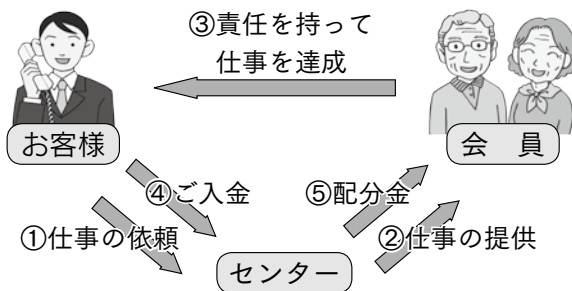 ③責任を持って
仕事を達成
お客様
会　員
④ご入金
⑤配分金
①仕事の依頼
②仕事の提供
センター